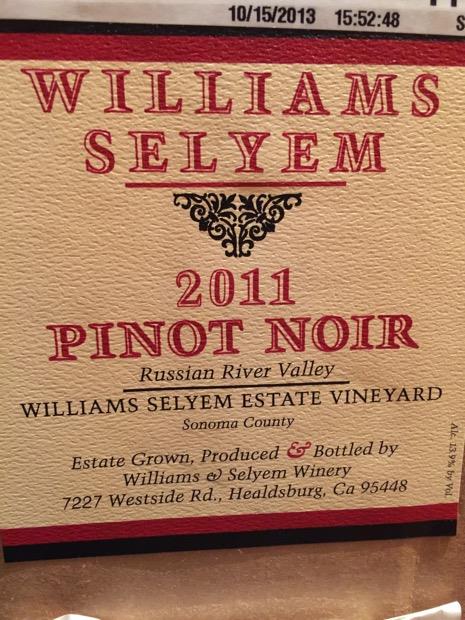 10/15/2013 15:52:48
WILLIAMS
SELYEM
2011
PINOT NOIR
Russian River Valley
WILLIAMS SELYEM ESTATE VINEYARD
Sonoma County
Estate Grown, Produced & Bottled by
Williams & Selyem Winery
7227 Westside Rd., Healdsburg, Ca 95448
Alc. 13.9% by Vol.